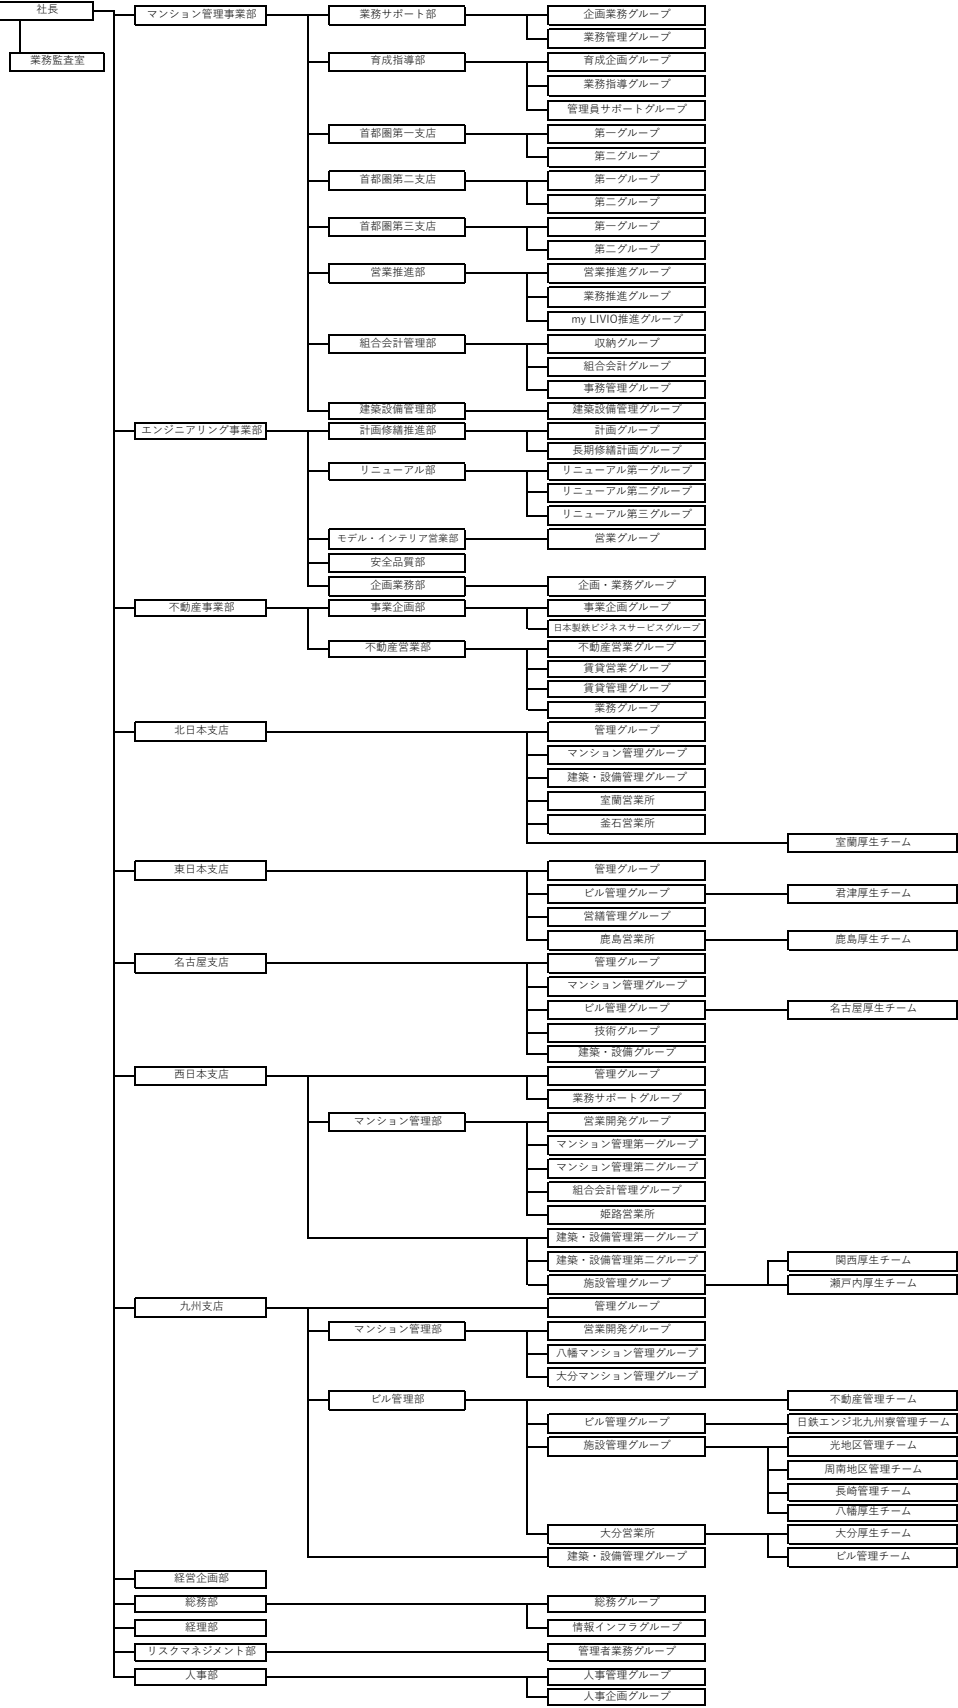 社長
業務監査室
マンション管理事業部
業務サポート部
企画業務グループ
業務管理グループ
育成指導部
育成企画グループ
業務指導グループ
管理員サポートグループ
首都圏第一支店
第一グループ
第二グループ
首都圏第二支店
第一グループ
第二グループ
首都圏第三支店
第一グループ
第二グループ
営業推進部
営業推進グループ
業務推進グループ
my LIVIO推進グループ
組合会計管理部
収納グループ
組合会計グループ
事務管理グループ
建築設備管理部
建築設備管理グループ
エンジニアリング事業部
計画修繕推進部
計画グループ
長期修繕計画グループ
リニューアル部
リニューアル第一グループ
リニューアル第二グループ
リニューアル第三グループ
モデル・インテリア営業部
営業グループ
安全品質部
企画業務部
企画・業務グループ
不動産事業部
事業企画部
事業企画グループ
日本製鉄ビジネスサービスグループ
不動産営業部
不動産営業グループ
賃貸営業グループ
賃貸管理グループ
業務グループ
北日本支店
管理グループ
マンション管理グループ
建築・設備管理グループ
室蘭営業所
釜石営業所
室蘭厚生チーム
東日本支店
管理グループ
ビル管理グループ
君津厚生チーム
営繕管理グループ
鹿島営業所
鹿島厚生チーム
名古屋支店
管理グループ
マンション管理グループ
ビル管理グループ
名古屋厚生チーム
技術グループ
建築・設備グループ
西日本支店
管理グループ
業務サポートグループ
マンション管理部
営業開発グループ
マンション管理第一グループ
マンション管理第二グループ
組合会計管理グループ
姫路営業所
建築・設備管理第一グループ
建築・設備管理第二グループ
関西厚生チーム
施設管理グループ
瀬戸内厚生チーム
九州支店
管理グループ
マンション管理部
営業開発グループ
八幡マンション管理グループ
大分マンション管理グループ
ビル管理部
不動産管理チーム
ビル管理グループ
日鉄エンジ北九州寮管理チーム
施設管理グループ
光地区管理チーム
周南地区管理チーム
長崎管理チーム
八幡厚生チーム
大分営業所
大分厚生チーム
建築・設備管理グループ
ビル管理チーム
経営企画部
総務部
総務グループ
経理部
情報インフラグループ
リスクマネジメント部
管理者業務グループ
人事部
人事管理グループ
人事企画グループ